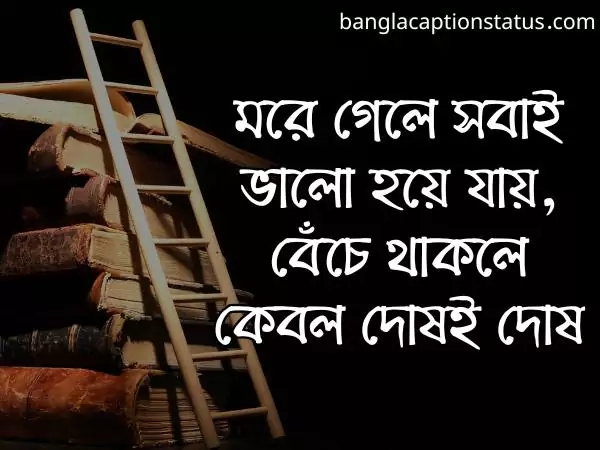 banglacaptionstatus.com
মরে গেলে সবাই
ভালো হয়ে যায়,
বেঁচে থাকলে
কেবল দোষই দোষ